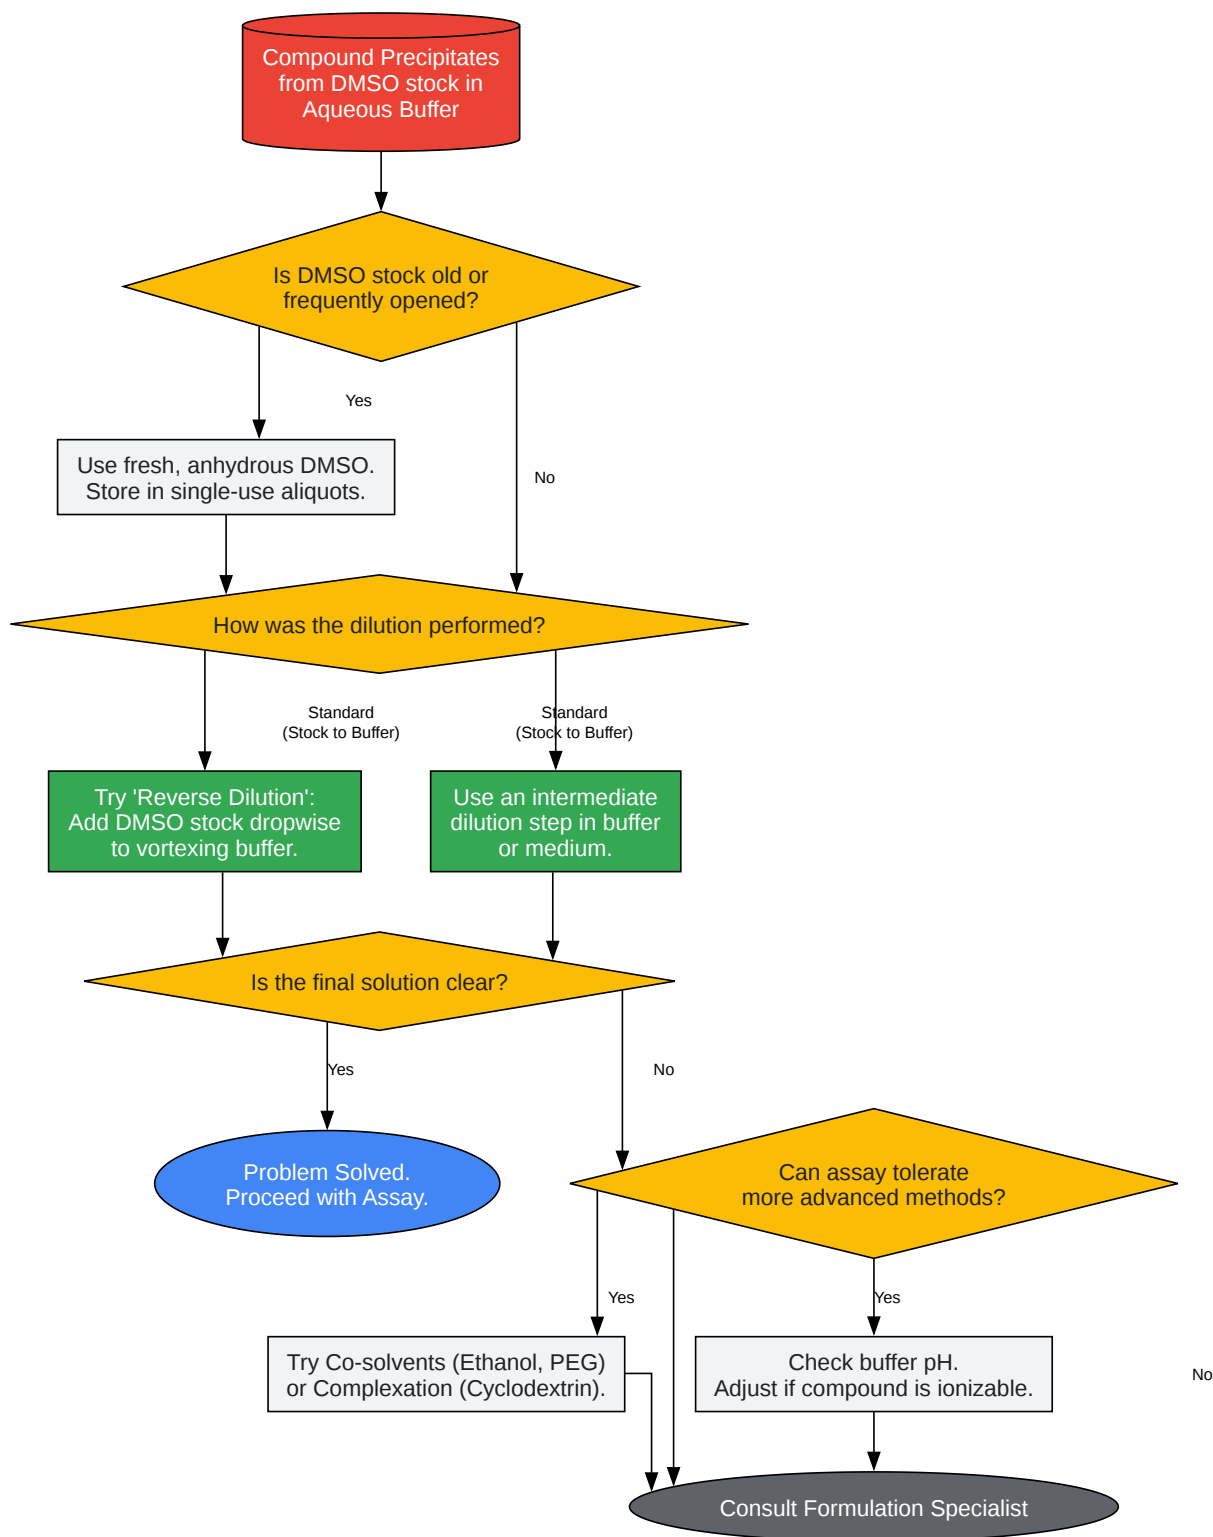 Compound Precipitates
from DMSO stock in
Aqueous Buffer
Is DMSO stock old or
frequently opened?
Yes
Use fresh, anhydrous DMSO.
Store in single-use aliquots.
No
How was the dilution performed?
Standard
(Stock to Buffer)
Standard
(Stock to Buffer)
Try 'Reverse Dilution':
Add DMSO stock dropwise
to vortexing buffer.
Use an intermediate
dilution step in buffer
or medium.
Is the final solution clear?
Yes
No
Problem Solved.
Proceed with Assay.
Can assay tolerate
more advanced methods?
Yes
Yes
Try Co-solvents (Ethanol, PEG)
or Complexation (Cyclodextrin).
Check buffer pH.
Adjust if compound is ionizable.
No
Consult Formulation Specialist